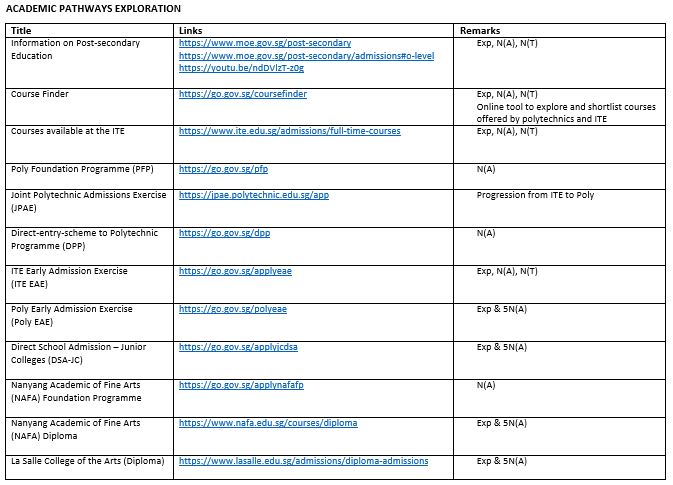 ACADEMIC PATHWAYS EXPLORATION
Title Links Remarks
Information on Post-secondary https://www.moe.gov.sg/post-secondary Exp, N(A), N(T)
Education https://www.moe.gov.sg/post-secondary/admissions#o-level
https://youtu.be/ndDVlzT-z0g
Course Finder https://go.gov.sg/coursefinder Exp, N(A), N(T)
Online tool to explore and shortlist courses
offered by polytechnics and ITE
Courses available at the ITE https://www.ite.edu.sg/admissions/full-time-courses Exp, N(A), N(T)
Poly Foundation Programme (PFP) https://go.gov.sg/pfp N(A)
Joint Polytechnic Admissions Exercise https://jpae.polytechnic.edu.sg/app Progression from ITE to Poly
(JPAE)
Direct-entry-scheme to Polytechnic https://go.gov.sg/dpp N(A)
Programme (DPP)
ITE Early Admission Exercise https://go.gov.sg/applyeae Exp, N(A), N(T)
(ITE EAE)
Poly Early Admission Exercise https://go.gov.sg/polyeae Exp & 5N(A)
(Poly EAE)
Direct School Admission – Junior https://go.gov.sg/applyjcdsa Exp & 5N(A)
Colleges (DSA-JC)
Nanyang Academic of Fine Arts https://go.gov.sg/applynafafp N(A)
(NAFA) Foundation Programme
Nanyang Academic of Fine Arts https://www.nafa.edu.sg/courses/diploma Exp & 5N(A)
(NAFA) Diploma
La Salle College of the Arts (Diploma) https://www.lasalle.edu.sg/admissions/diploma-admissions Exp & 5N(A)